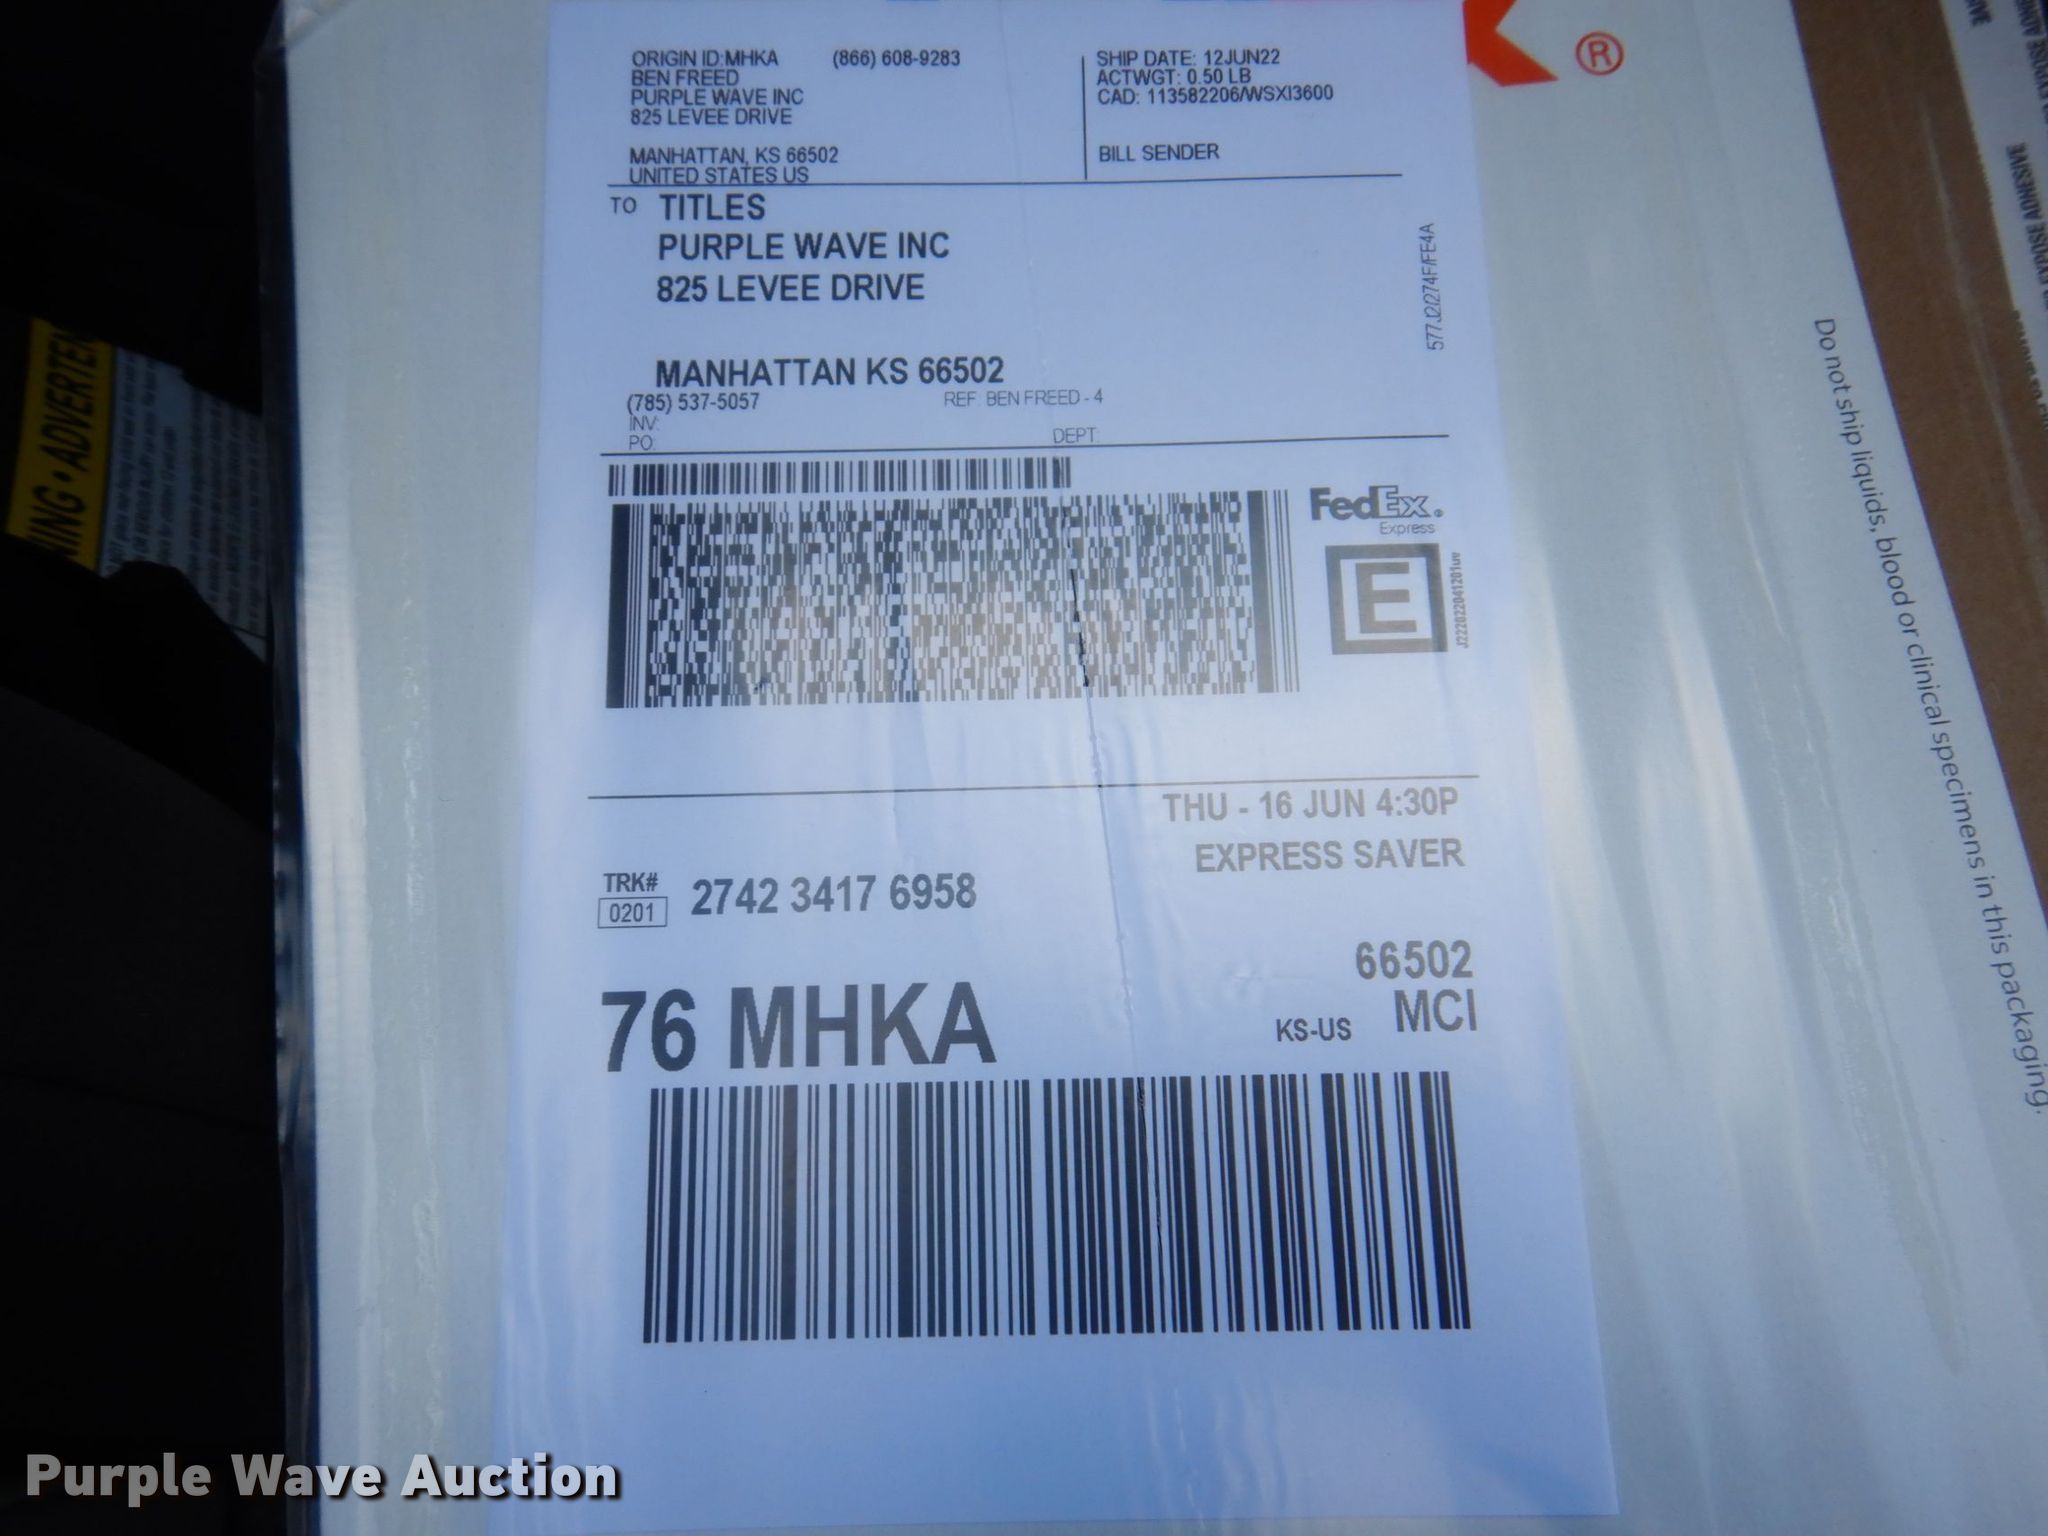 ORIGIN ID:MHKA (866) 608-9283
BEN FREED
PURPLE WAVE INC
825 LEVEE DRIVE
MANHATTAN, KS 66502
UNITED STATES US
SHIP DATE: 12JUN22
ACTWGT: 0.50 LB
CAD: 113582206/WSXI3600
BILL SENDER
TO TITLES
PURPLE WAVE INC
825 LEVEE DRIVE
MANHATTAN KS 66502
(785) 537-5057 REF: BEN FREED - 4
INV:
PO: DEPT:
577J2/274F/FE4A
FedEx
Express
E
J222022041201uv
THU - 16 JUN 4:30P
EXPRESS SAVER
TRK#
0201 2742 3417 6958
66502
76 MHKA KS-US MCI
®
Do not ship liquids, blood or clinical specimens in this packaging.
Purple Wave Auction